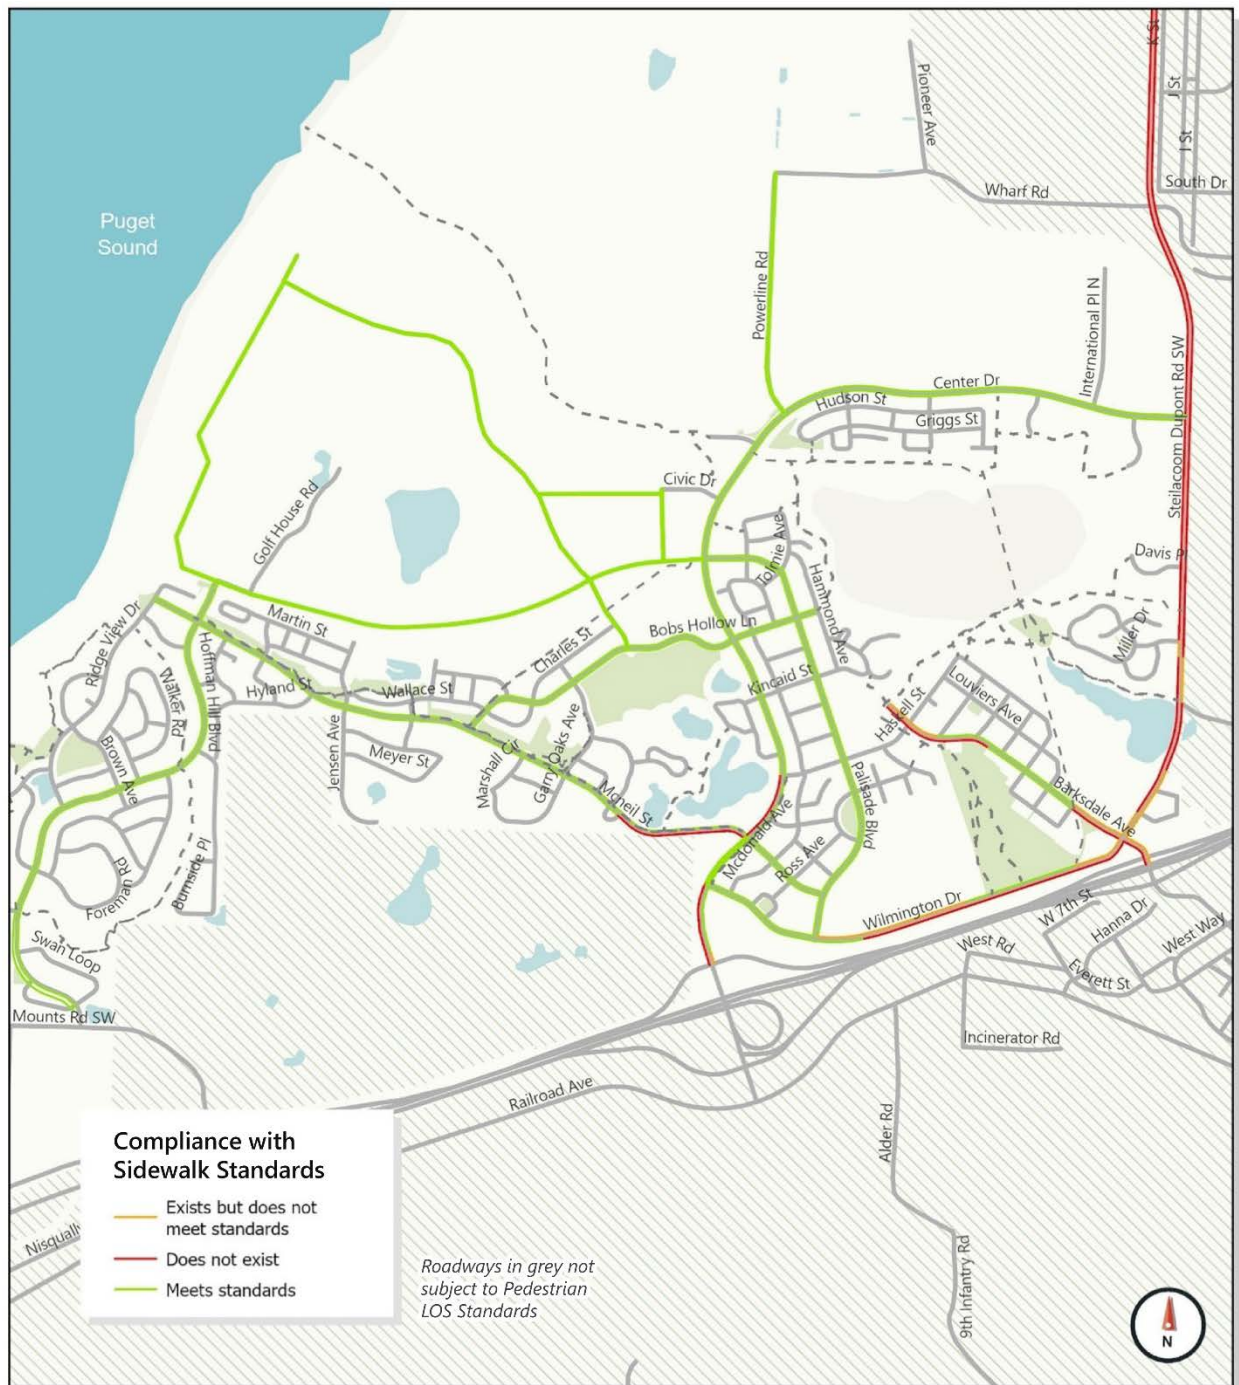 K St
J St
I St
Pioneer Ave
South Dr
Wharf Rd
Puget
Sound
Powerline Rd
International Pl N
Steilacoom Dupont Rd SW
Center Dr
Hudson St
Griggs St
Civic Dr
Golf House Rd
Tolmie Ave
Davis P
Hammond Ave
Ridge View Dr
Martin St
Bobs Hollow Ln
Charles St
Miller Dr
Hoffman Hill Blvd
Walker Rd
Hyland St
Wallace St
Kincaid St
Louviers Ave
Haskell St
Brown Ave
Jensen Ave
Meyer St
Marshall Cir
Garry Oaks Ave
Mcneil St
Palisade Blvd
Barksdale Ave
Mcdonald Ave
Ross Ave
Burnside Pl
Foreman
Rd
Wilmington Dr
W 7th St
Hanna Dr
West Way
West Rd
Everett St
Swan Loop
Mounts Rd SW
Incinerator Rd
Railroad Ave
Alder Rd
Nisqually
9th Infantry Rd
Compliance with
Sidewalk Standards
Exists but does not
meet standards
Does not exist
Meets standards
Roadways in grey not
subject to Pedestrian
LOS Standards
N